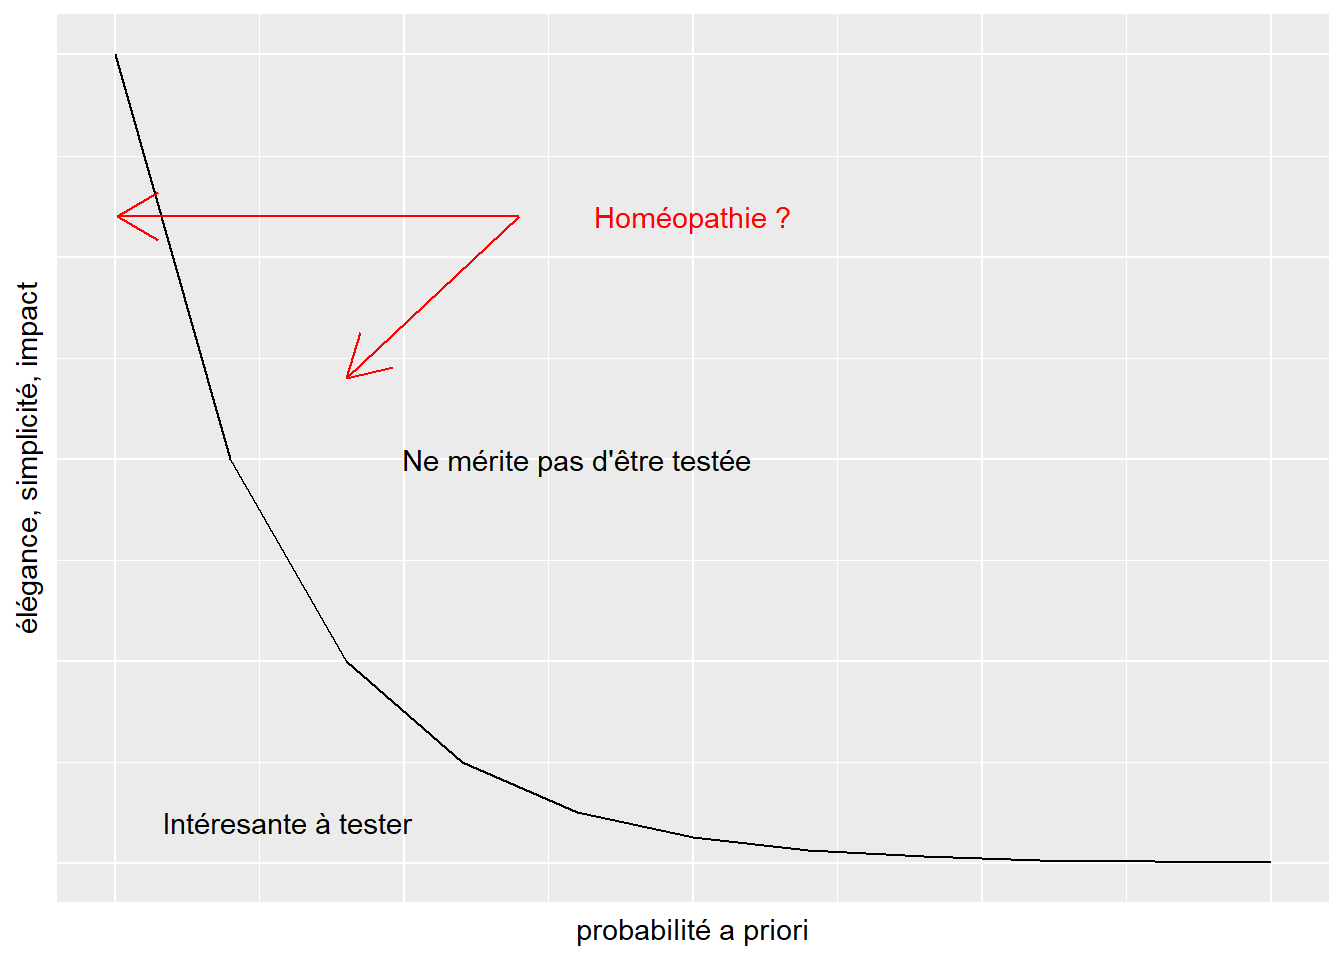 élégance, simplicité, impact
Homéopathie ?
Ne mérite pas d'être testée
Intéresante à tester
probabilité a priori